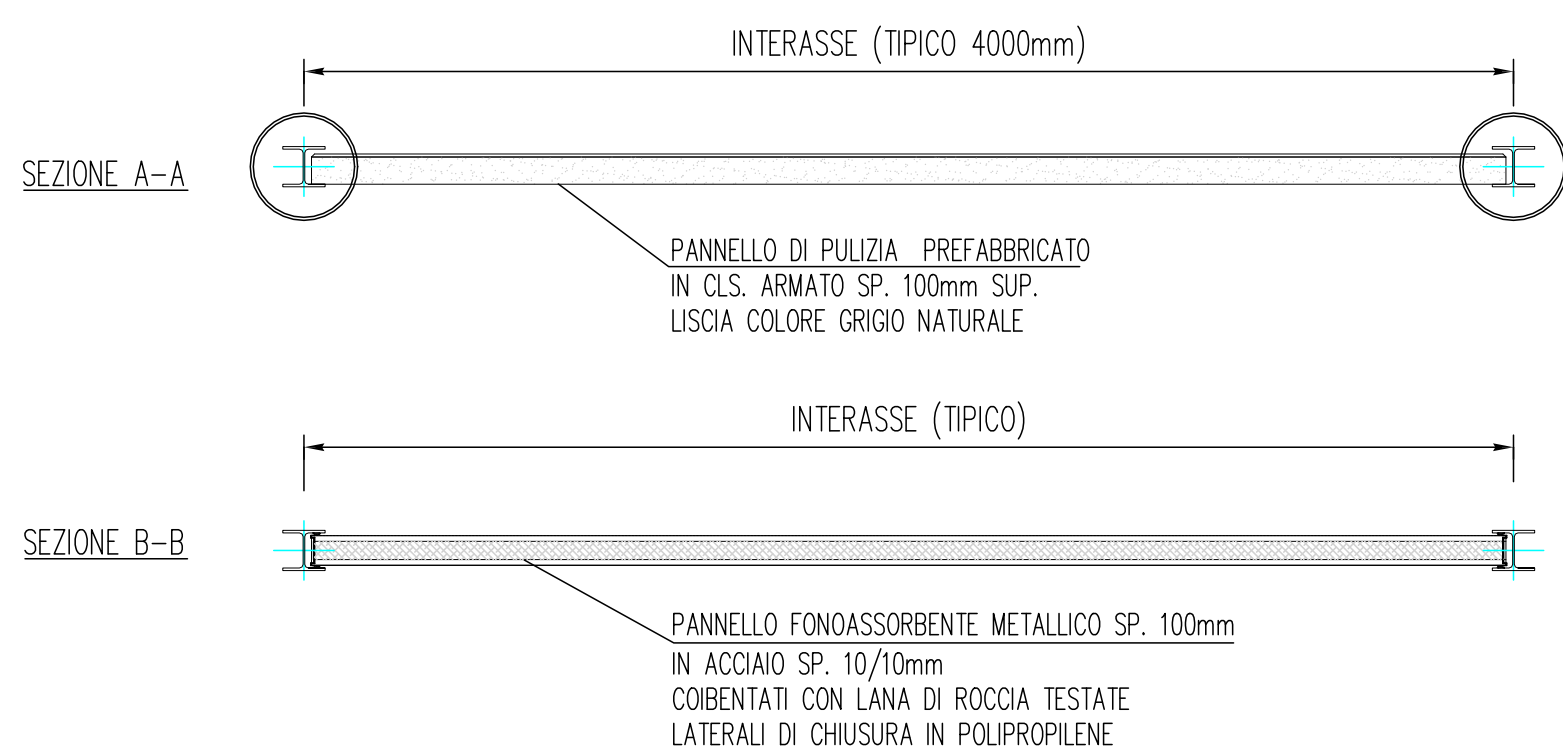 INTERASSE (TIPICO 4000mm)
SEZIONE A-A
PANNELLO DI PULIZIA PREFABBRICATO
IN CLS. ARMATO SP. 100mm SUP.
LISCIA COLORE GRIGIO NATURALE
INTERASSE (TIPICO)
SEZIONE B-B
PANNELLO FONOASSORBENTE METALLICO SP. 100mm
IN ACCIAIO SP. 10/10mm
COIBENTATI CON LANA DI ROCCIA TESTATE
LATERALI DI CHIUSURA IN POLIPROPILENE